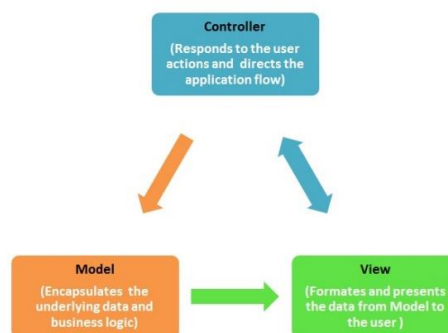 Controller
(Responds to the user
actions and directs the
application flow)
Model
(Encapsulates the
underlying data and
business logic)
View
(Formates and presents
the data from Model to
the user )